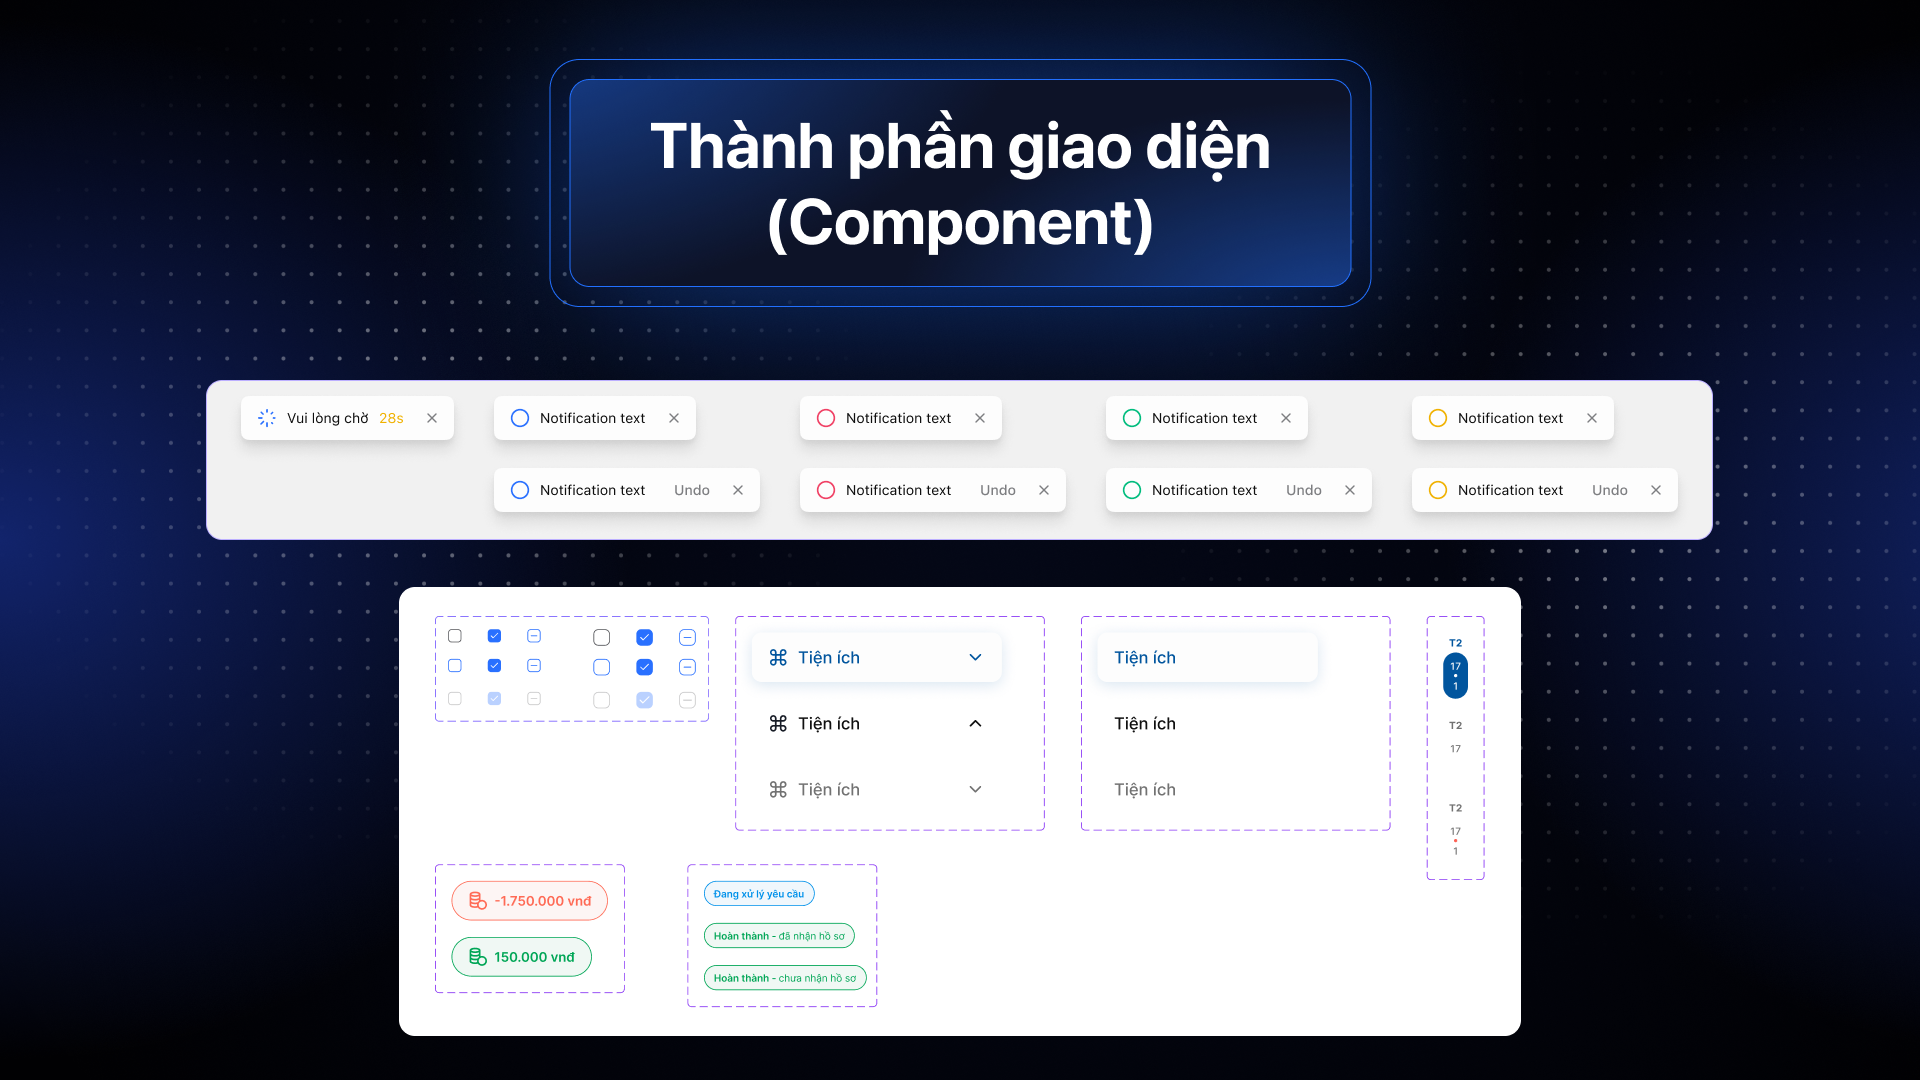 Thành phần giao diện
(Component)
Vui lòng chờ 28s
Notification text
Notification text
Notification text
Notification text
Notification text Undo
Notification text Undo
Notification text Undo
Notification text Undo
Tiện ích
Tiện ích
Tiện ích
Tiện ích
Tiện ích
Tiện ích
T2
17
1
T2
17
T2
17
1
-1.750.000 vnđ
150.000 vnđ
Đang xử lý yêu cầu
Hoàn thành - đã nhận hồ sơ
Hoàn thành - chưa nhận hồ sơ